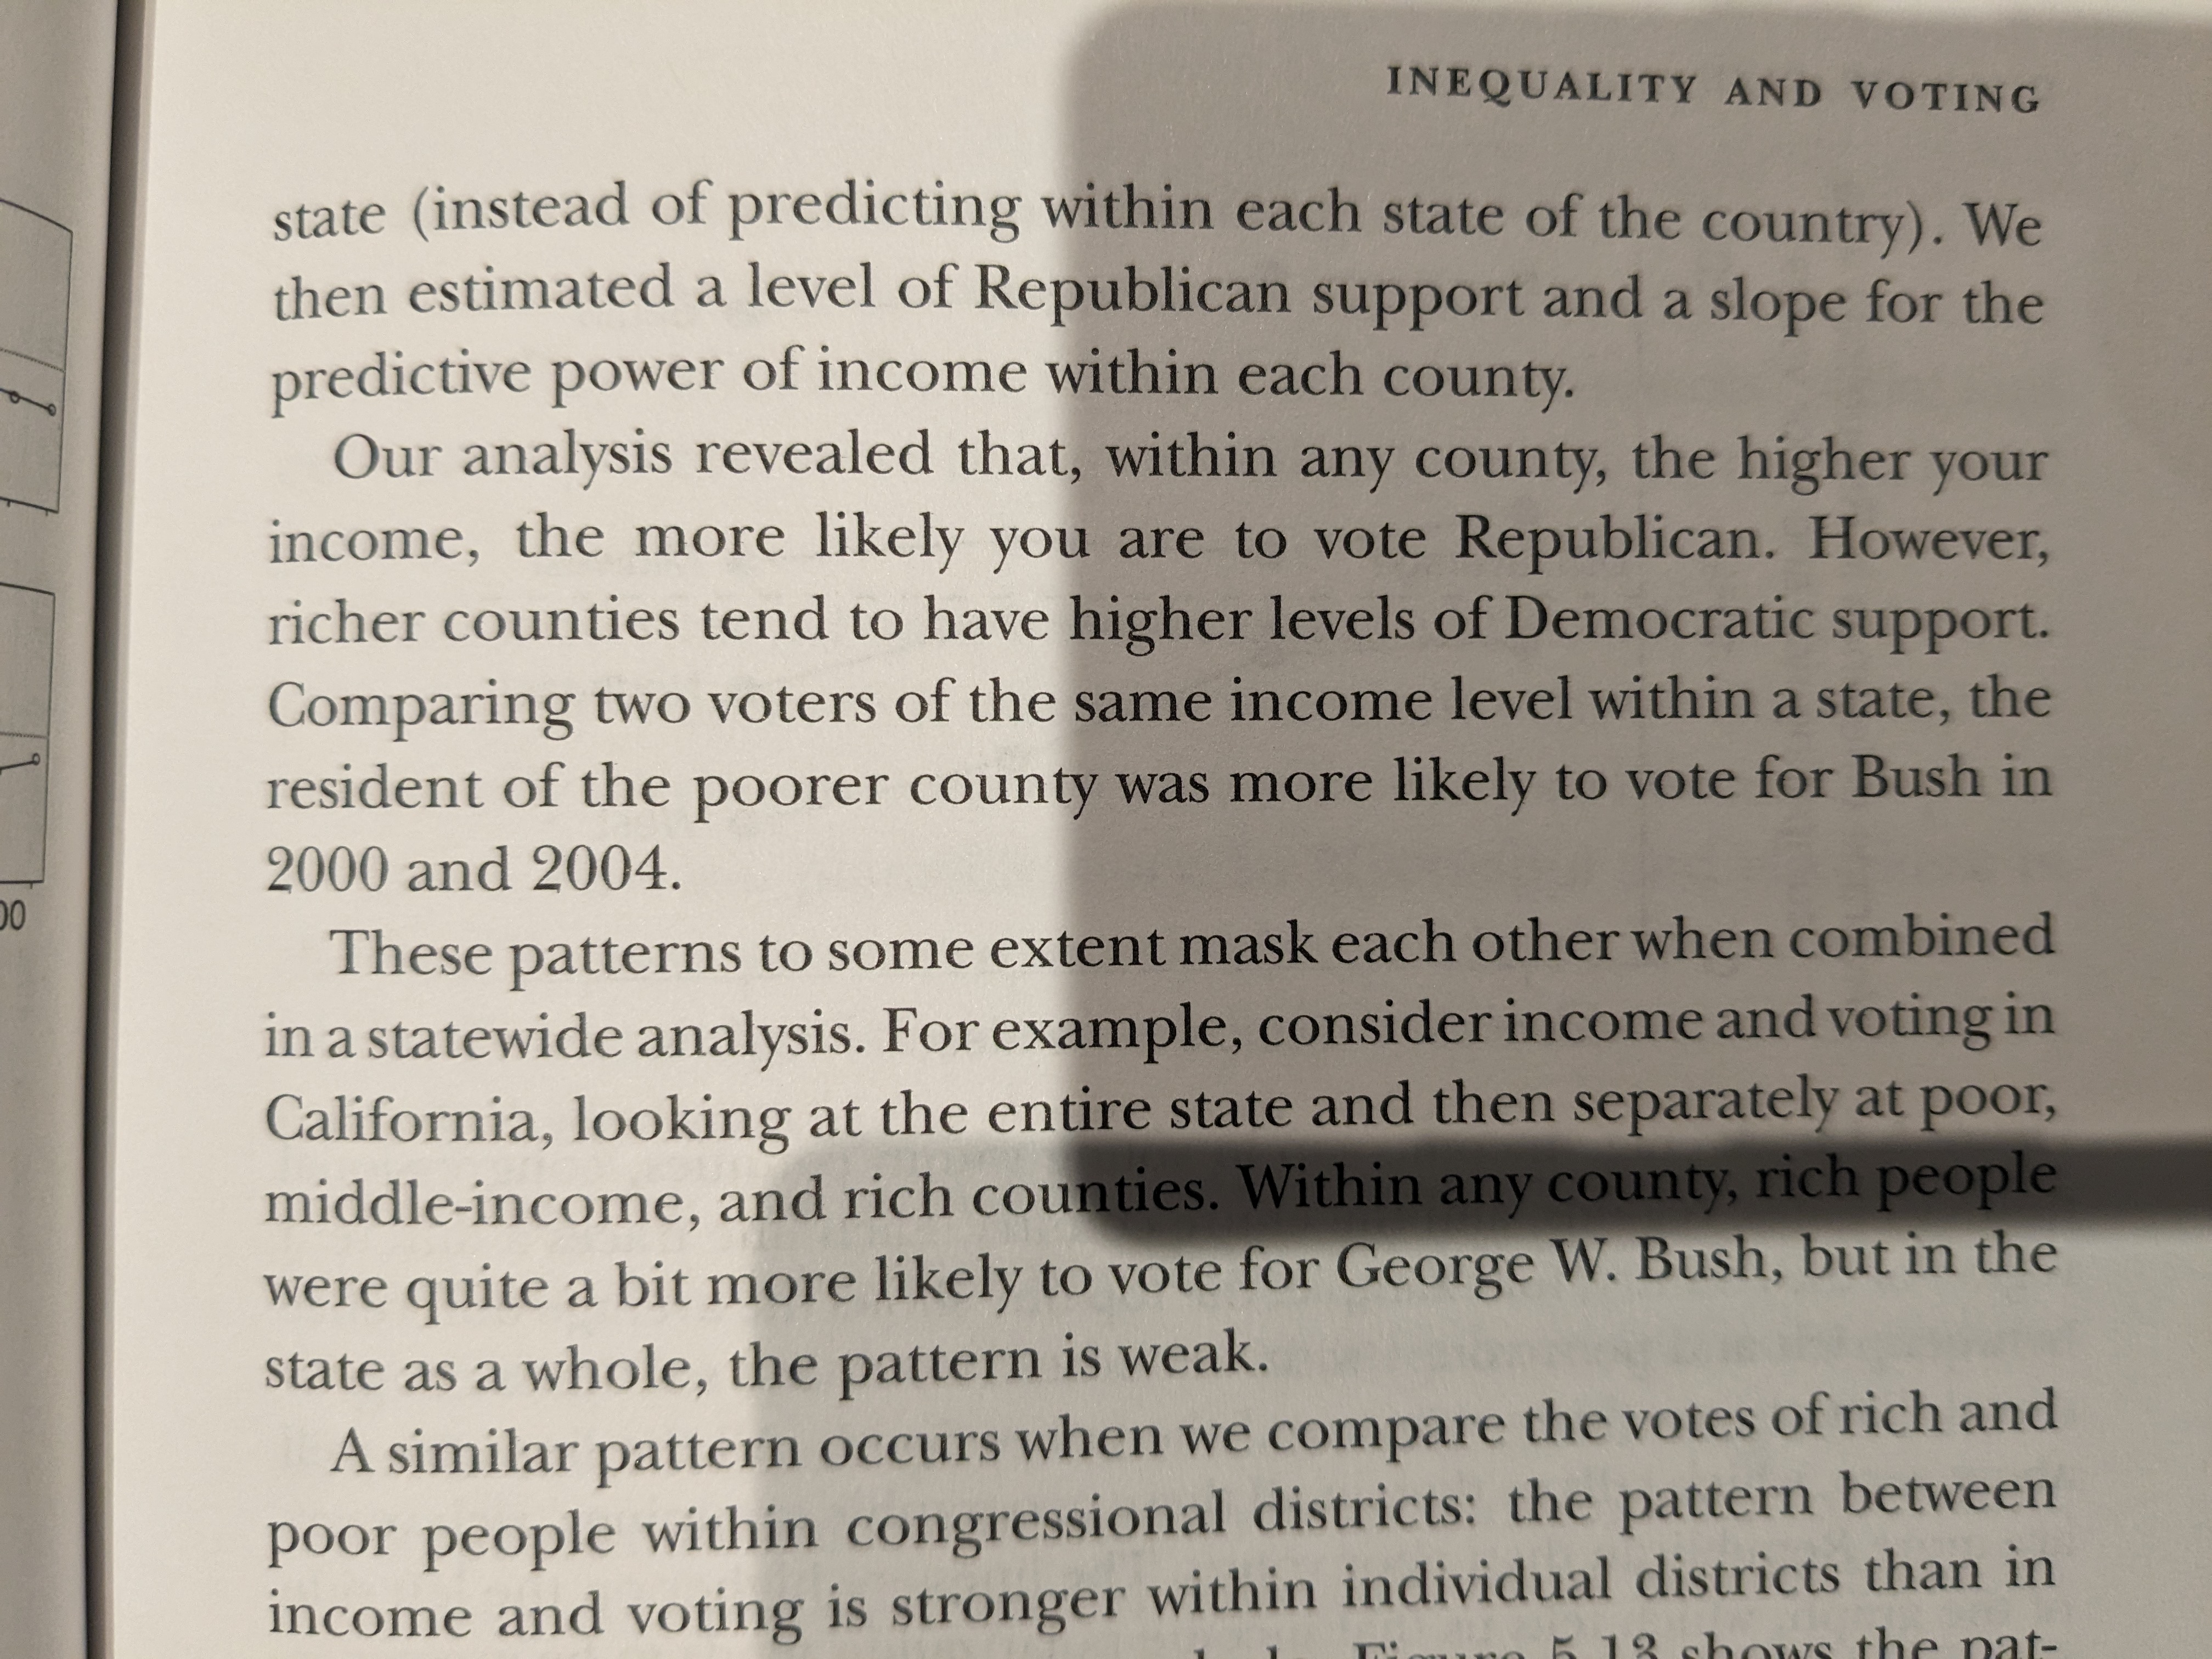 INEQUALITY AND VOTING
state (instead of predicting within each state of the country). We
then estimated a level of Republican support and a slope for the
predictive power of income within each county.
Our analysis revealed that, within any county, the higher your
income, the more likely you are to vote Republican. However,
richer counties tend to have higher levels of Democratic support.
Comparing two voters of the same income level within a state, the
resident of the poorer county was more likely to vote for Bush in
2000 and 2004.
These patterns to some extent mask each other when combined
in a statewide analysis. For example, consider income and voting in
California, looking at the entire state and then separately at poor,
middle-income, and rich counties. Within any county, rich people
were quite a bit more likely to vote for George W. Bush, but in the
state as a whole, the pattern is weak.
A similar pattern occurs when we compare the votes of rich and
poor people within congressional districts: the pattern between
income and voting is stronger within individual districts than in
Figure 5.13 shows the pat-